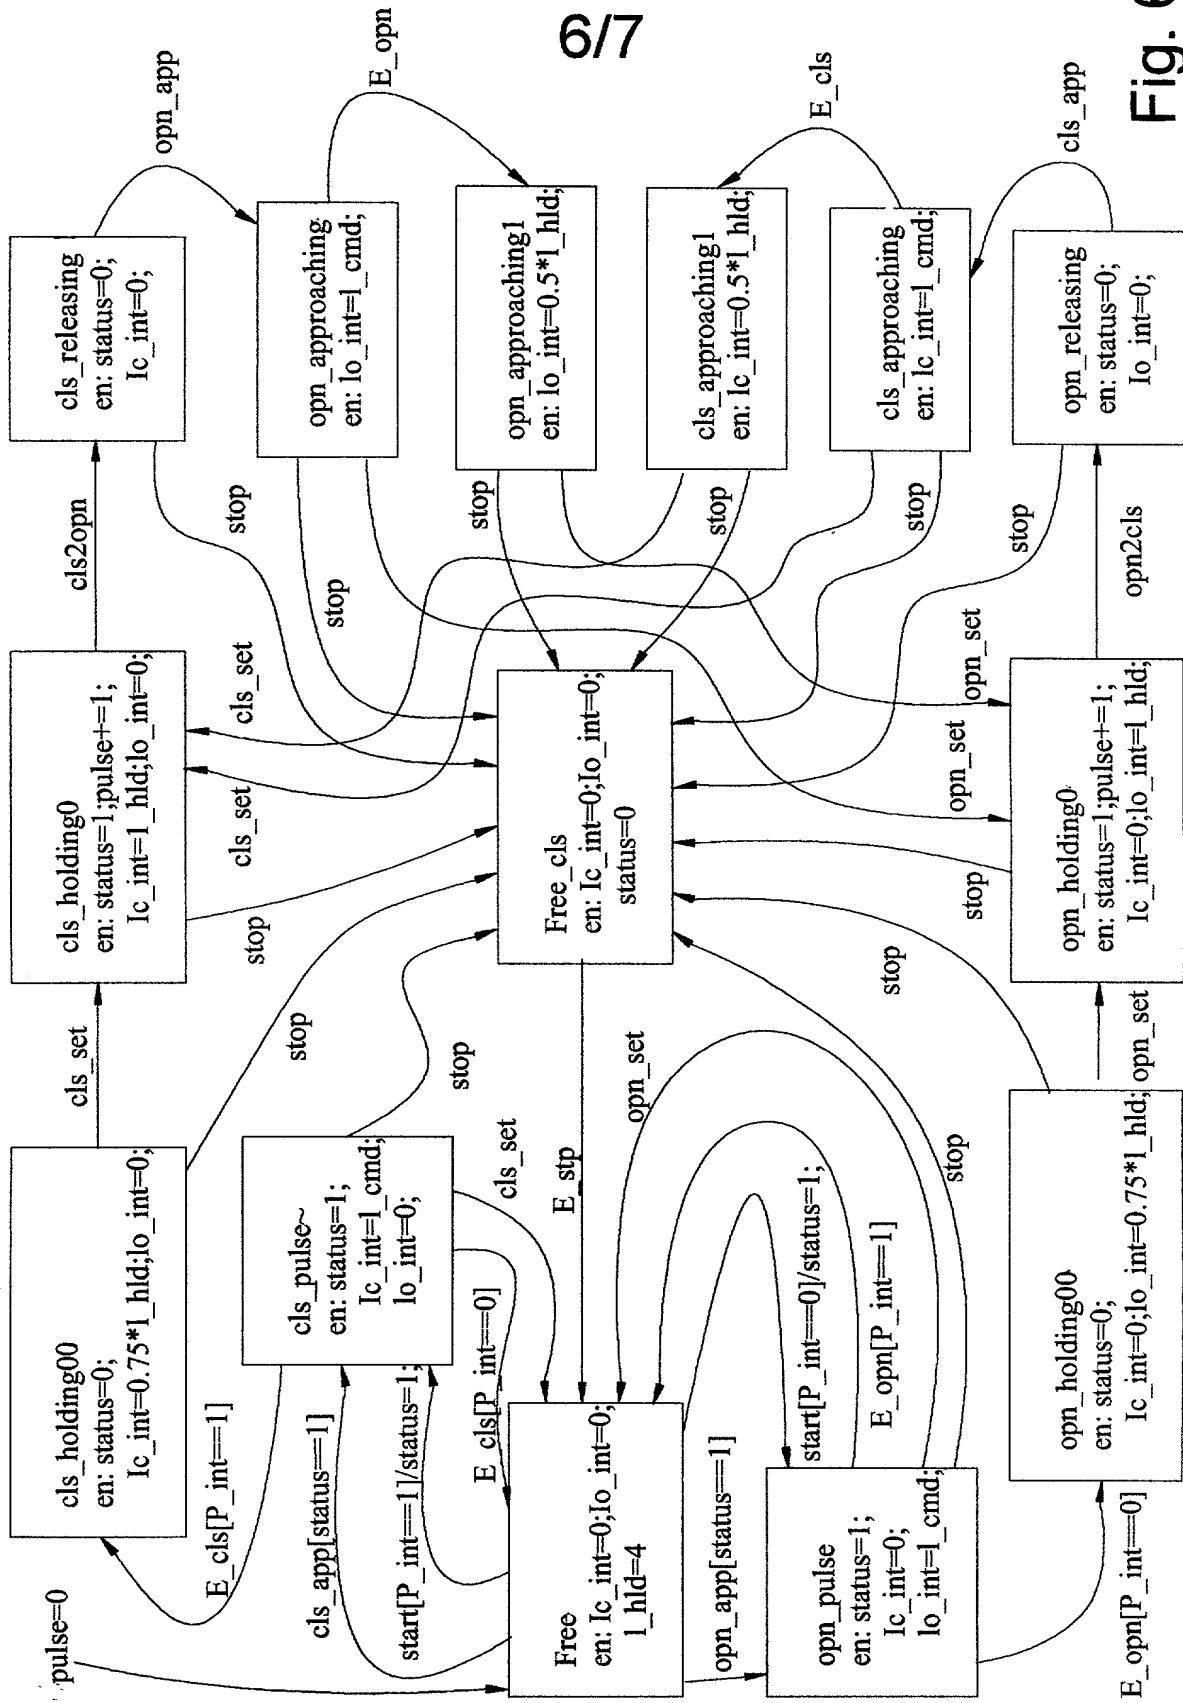 6/7
Fig. 6
pulse=0
cls_holding00
en: status=0;
Ic_int=0.75*I_hld;Io_int=0;
cls_set
cls_holding0
en: status=1;pulse+=1;
Ic_int=I_hld;Io_int=0;
cls2opn
cls_releasing
en: status=0;
Ic_int=0;
opn_app
E_cls[P_int==1]
stop
stop
cls_set
cls_set
stop
cls_pulse~
en: status=1;
Ic_int=I_cmd;
Io_int=0;
stop
stop
opn_approaching
en: Io_int=I_cmd;
E_opn
cls_app[status==1]
start[P_int==1]/status=1;
E_cls[P_int==0]
cls_set
Free
en: Ic_int=0;Io_int=0;
I_hld=4
E_stp
Free_cls
en: Ic_int=0;Io_int=0;
status=0
stop
opn_approaching1
en: Io_int=0.5*I_hld;
opn_set
stop
cls_approaching1
en: Ic_int=0.5*I_hld;
E_cls
opn_app[status==1]
start[P_int==0]/status=1;
E_opn[P_int==1]
opn_pulse
en: status=1;
Ic_int=0;
Io_int=I_cmd;
stop
stop
stop
opn_set
opn_set
stop
cls_approaching
en: Ic_int=I_cmd;
stop
cls_app
E_opn[P_int==0]
opn_holding00
en: status=0;
Ic_int=0;Io_int=0.75*I_hld;
opn_set
opn_holding0
en: status=1;pulse+=1;
Ic_int=0;Io_int=I_hld;
opn2cls
opn_releasing
en: status=0;
Io_int=0;